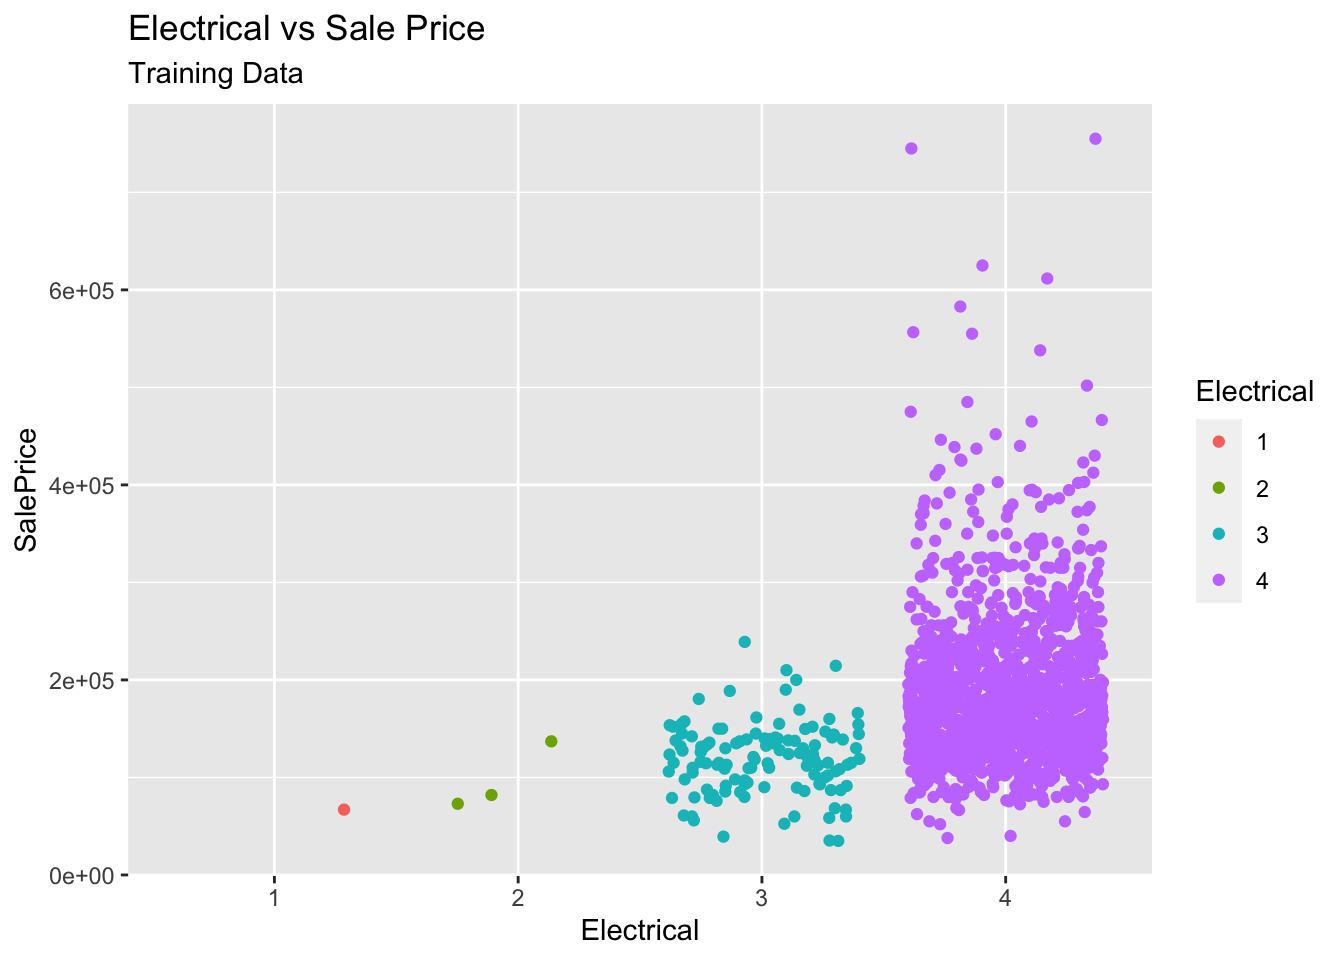 Electrical vs Sale Price
Training Data
SalePrice
6e+05
4e+05
2e+05
0e+00
1 2 3 4
Electrical
Electrical
1
2
3
4